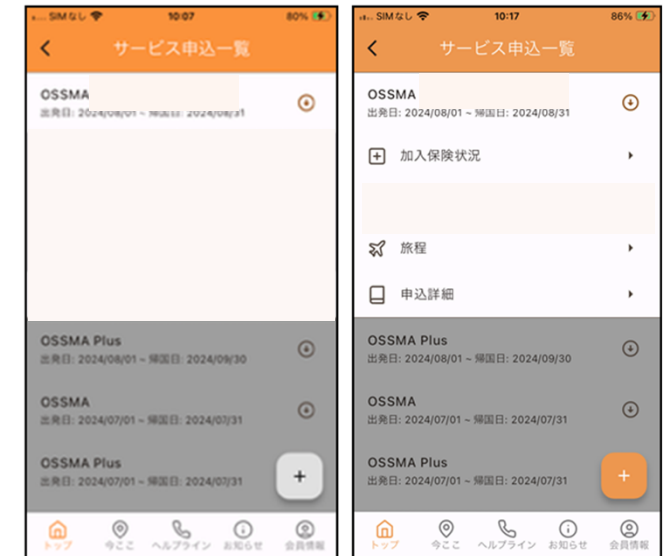 SIMなし 10:07 80%
サービス申込一覧
OSSMA
出発日: 2024/08/01 ~ 帰国日: 2024/08/31
OSSMA Plus
出発日: 2024/08/01 ~ 帰国日: 2024/09/30
OSSMA
出発日: 2024/07/01 ~ 帰国日: 2024/07/31
OSSMA Plus
出発日: 2024/07/01 ~ 帰国日: 2024/07/31
+
トップ 今ここ ヘルプライン お知らせ 会員情報
SIMなし 10:17 86%
サービス申込一覧
OSSMA
出発日: 2024/08/01 ~ 帰国日: 2024/08/31
加入保険状況
旅程
申込詳細
OSSMA Plus
出発日: 2024/08/01 ~ 帰国日: 2024/09/30
OSSMA
出発日: 2024/07/01 ~ 帰国日: 2024/07/31
OSSMA Plus
出発日: 2024/07/01 ~ 帰国日: 2024/07/31
+
トップ 今ここ ヘルプライン お知らせ 会員情報